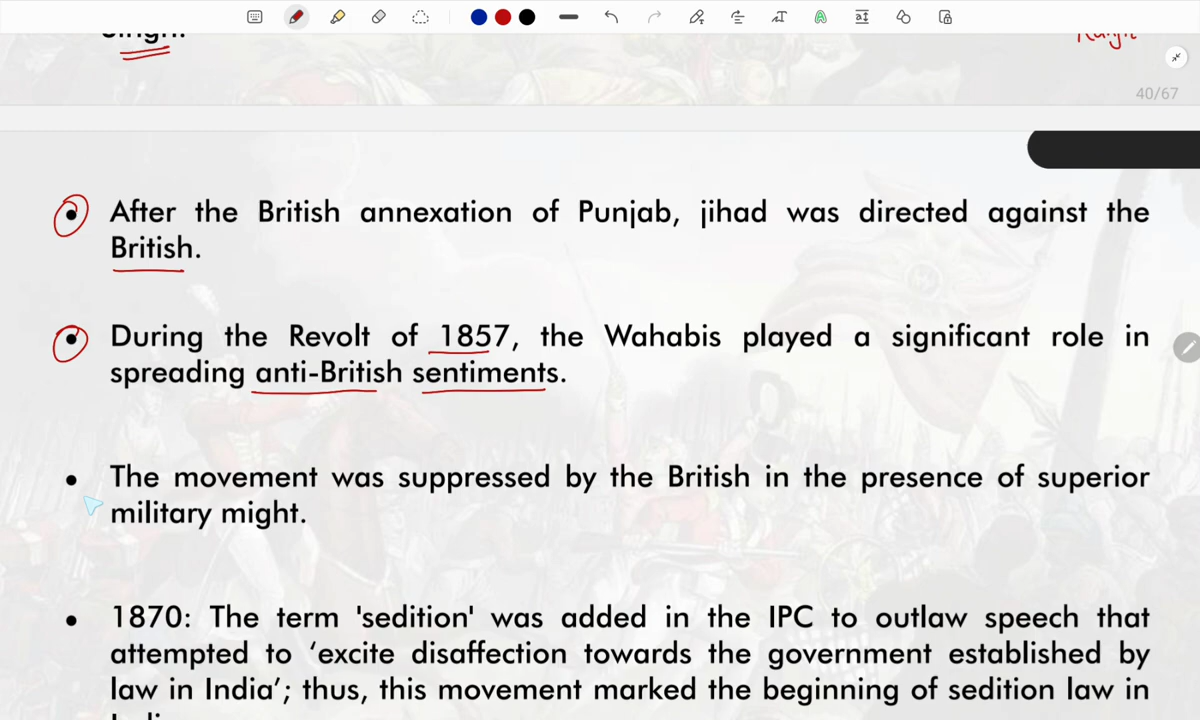 40/67
After the British annexation of Punjab, jihad was directed against the
British.
During the Revolt of 1857, the Wahabis played a significant role in
spreading anti-British sentiments.
The movement was suppressed by the British in the presence of superior
military might.
1870: The term 'sedition' was added in the IPC to outlaw speech that
attempted to ‘excite disaffection towards the government established by
law in India’; thus, this movement marked the beginning of sedition law in